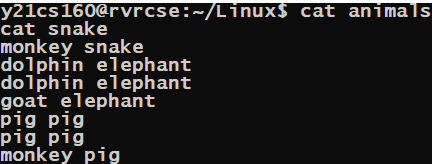 y21cs160@rvrcse:~/Linux$ cat animals
cat snake
monkey snake
dolphin elephant
dolphin elephant
goat elephant
pig pig
pig pig
monkey pig